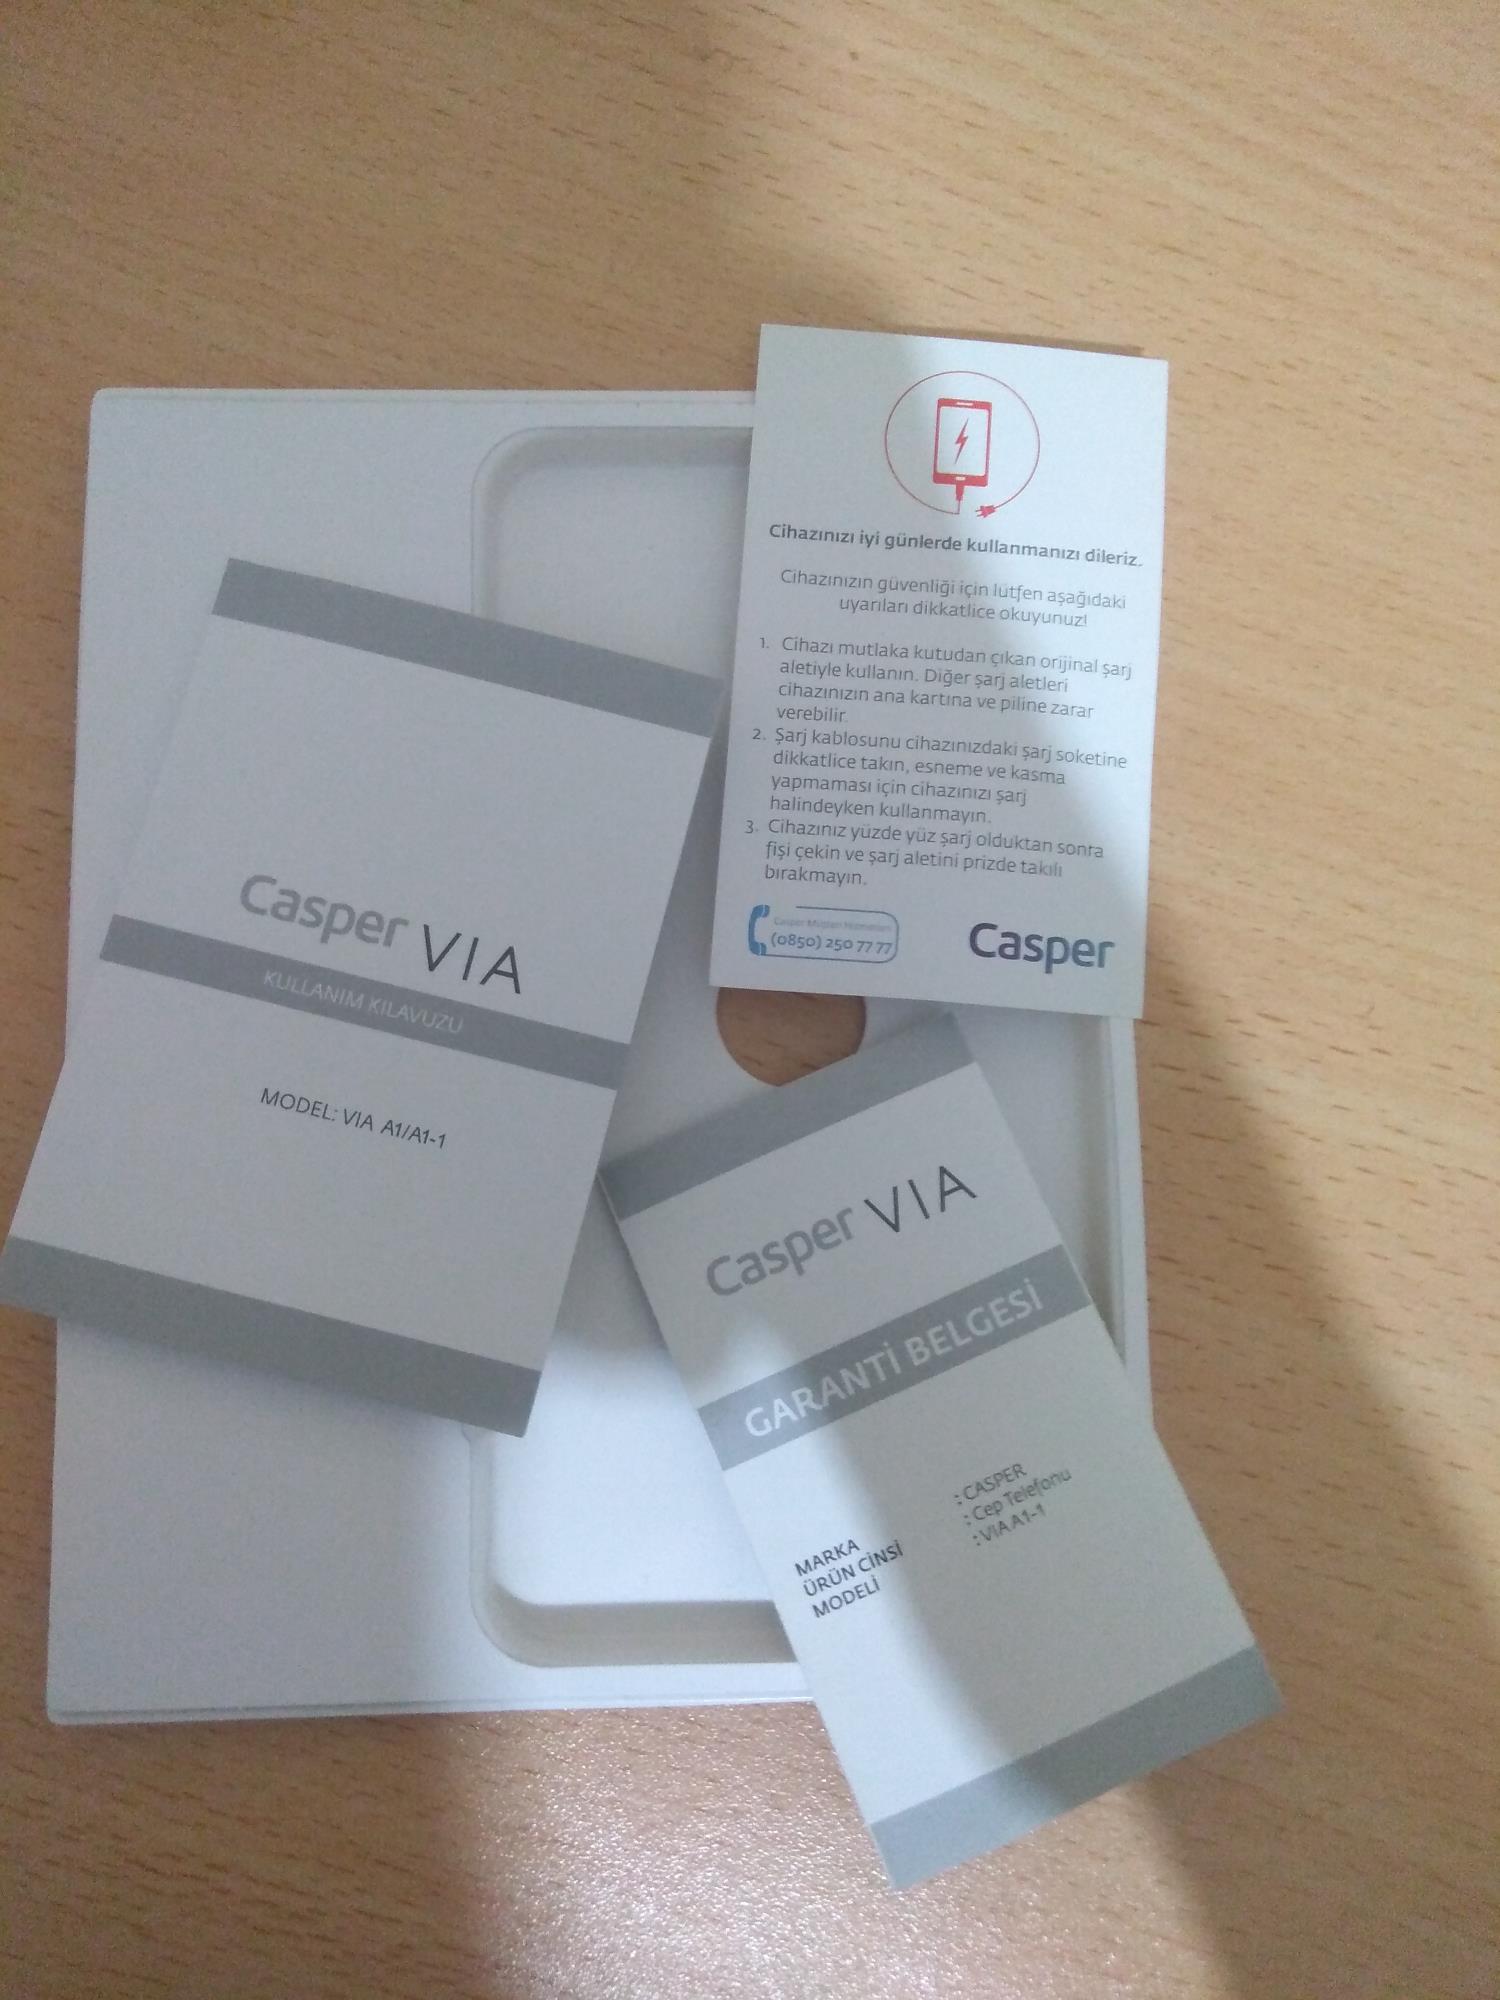 Cihazınızı iyi günlerde kullanmanızı dileriz.
Cihazınızın güvenliği için lütfen aşağıdaki
uyarıları dikkatlice okuyunuz!
1. Cihazı mutlaka kutudan çıkan orijinal şarj
aletiyle kullanın. Diğer şarj aletleri
cihazınızın ana kartına ve piline zarar
verebilir.
2. Şarj kablosunu cihazınızdaki şarj soketine
dikkatlice takın, esneme ve kasma
yapmaması için cihazınızı şarj
halindeyken kullanmayın.
3. Cihazınız yüzde yüz şarj olduktan sonra
fişi çekin ve şarj aletini prizde takılı
bırakmayın.
Casper Müşteri Hizmetleri
(0850) 250 77 77
Casper
Casper VIA
KULLANIM KILAVUZU
MODEL: VIA A1/A1-1
Casper VIA
GARANTİ BELGESİ
MARKA : CASPER
ÜRÜN CİNSİ : Cep Telefonu
MODELİ : VIA A1-1